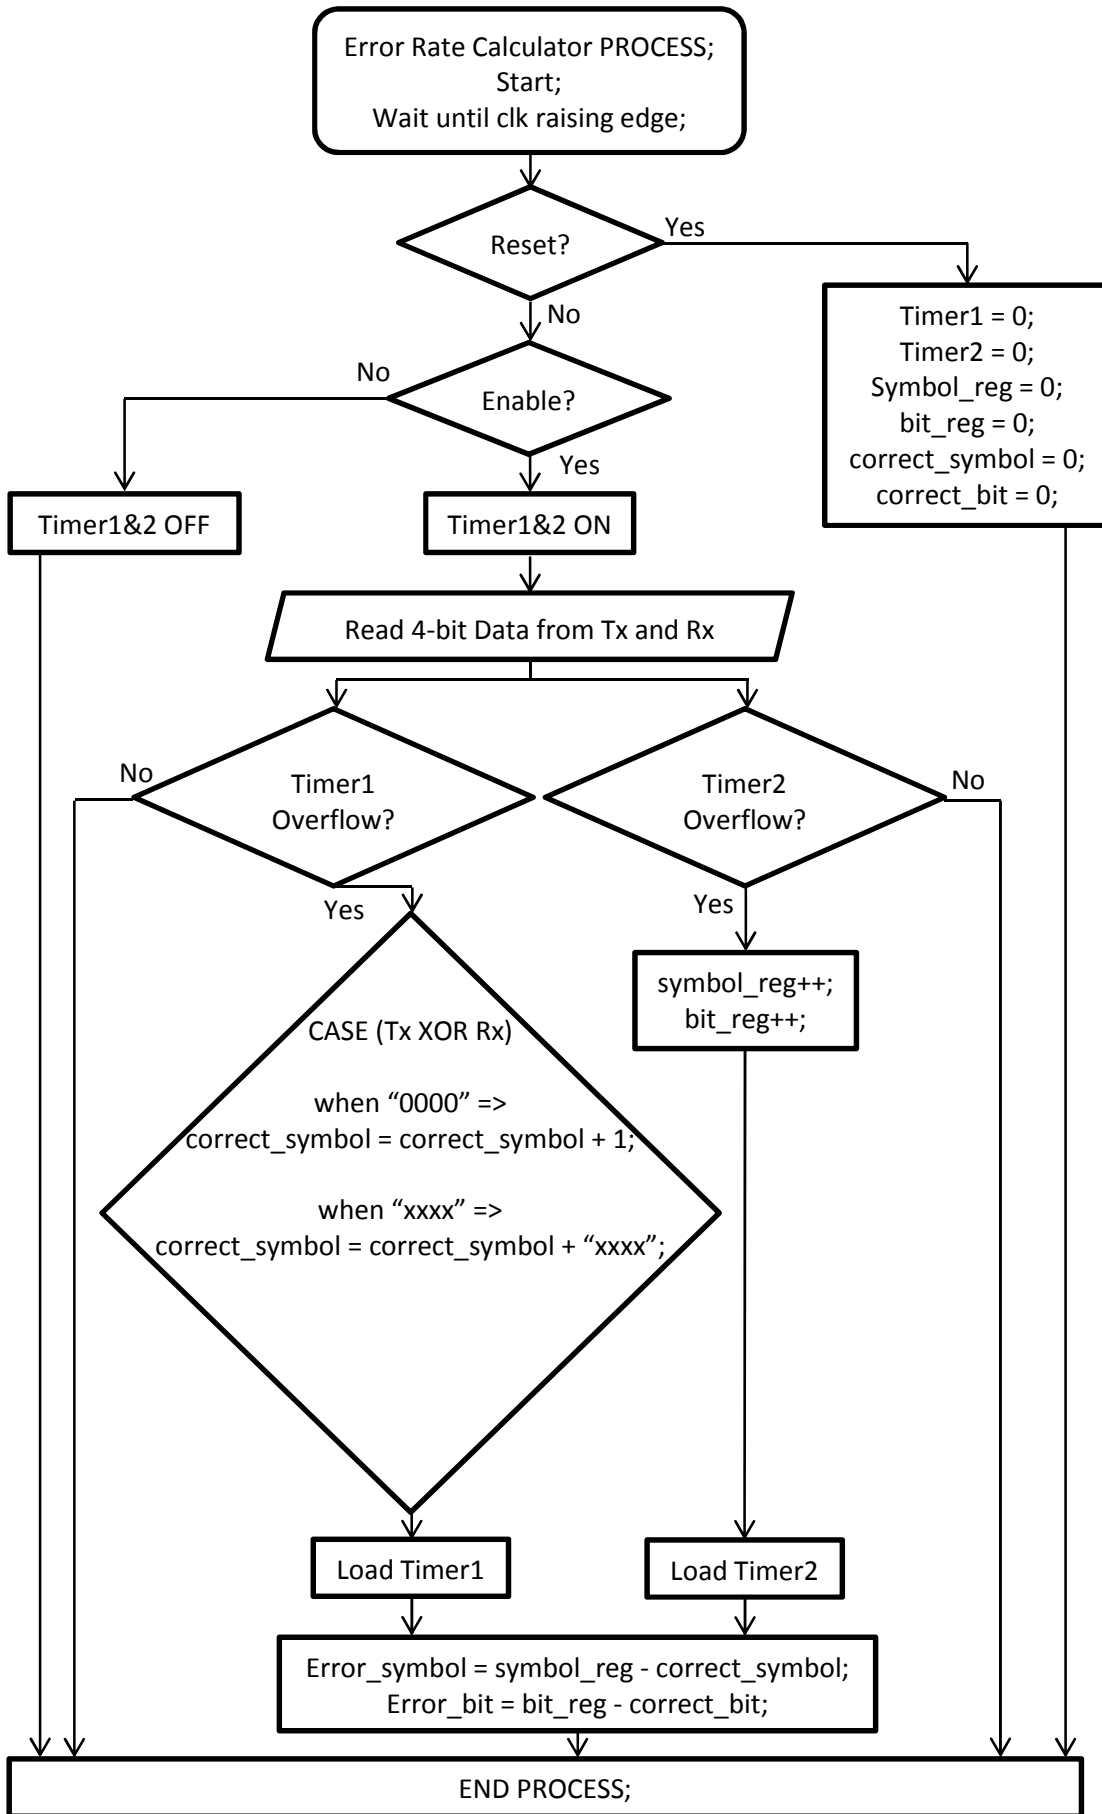 Error Rate Calculator PROCESS;
Start;
Wait until clk raising edge;
Reset?
Yes
No
Timer1 = 0;
Timer2 = 0;
Symbol_reg = 0;
bit_reg = 0;
correct_symbol = 0;
correct_bit = 0;
No
Enable?
Yes
Timer1&2 OFF
Timer1&2 ON
Read 4-bit Data from Tx and Rx
No
Timer1
Overflow?
Timer2
Overflow?
No
Yes
Yes
symbol_reg++;
bit_reg++;
CASE (Tx XOR Rx)
when “0000” =>
correct_symbol = correct_symbol + 1;
when “xxxx” =>
correct_symbol = correct_symbol + “xxxx”;
Load Timer1
Load Timer2
Error_symbol = symbol_reg - correct_symbol;
Error_bit = bit_reg - correct_bit;
END PROCESS;